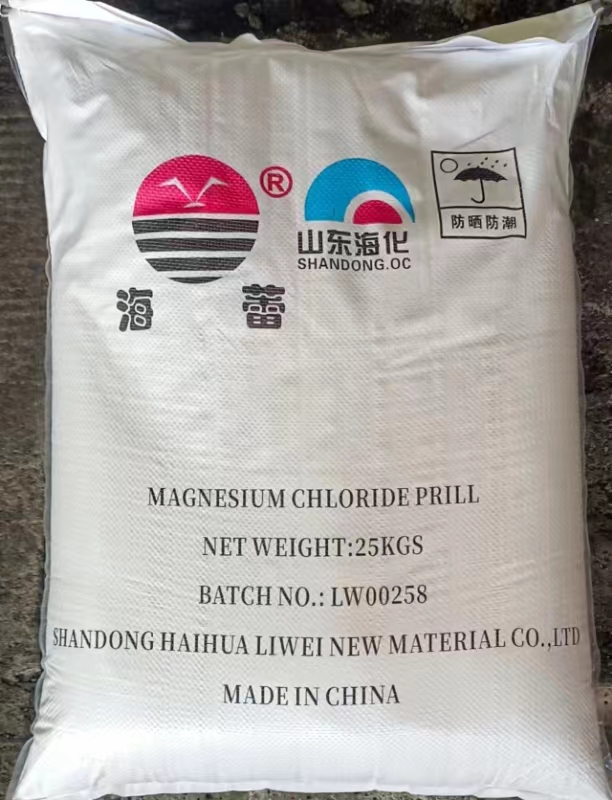 ®
山东海化
SHANDONG.OC
防晒防潮
海 蕾
MAGNESIUM CHLORIDE PRILL
NET WEIGHT:25KGS
BATCH NO.: LW00258
SHANDONG HAIHUA LIWEI NEW MATERIAL CO.,LTD
MADE IN CHINA